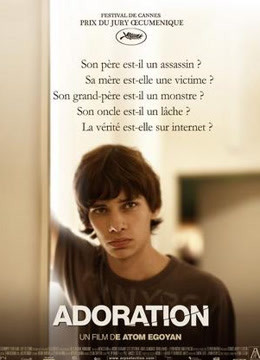 FESTIVAL DE CANNES
PRIX DU JURY ŒCUMENIQUE
Son père est-il un assassin ?
Sa mère est-elle une victime ?
Son grand-père est-il un monstre ?
Son oncle est-il un lâche ?
La vérité est-elle sur internet ?
ADORATION
UN FILM DE ATOM EGOYAN